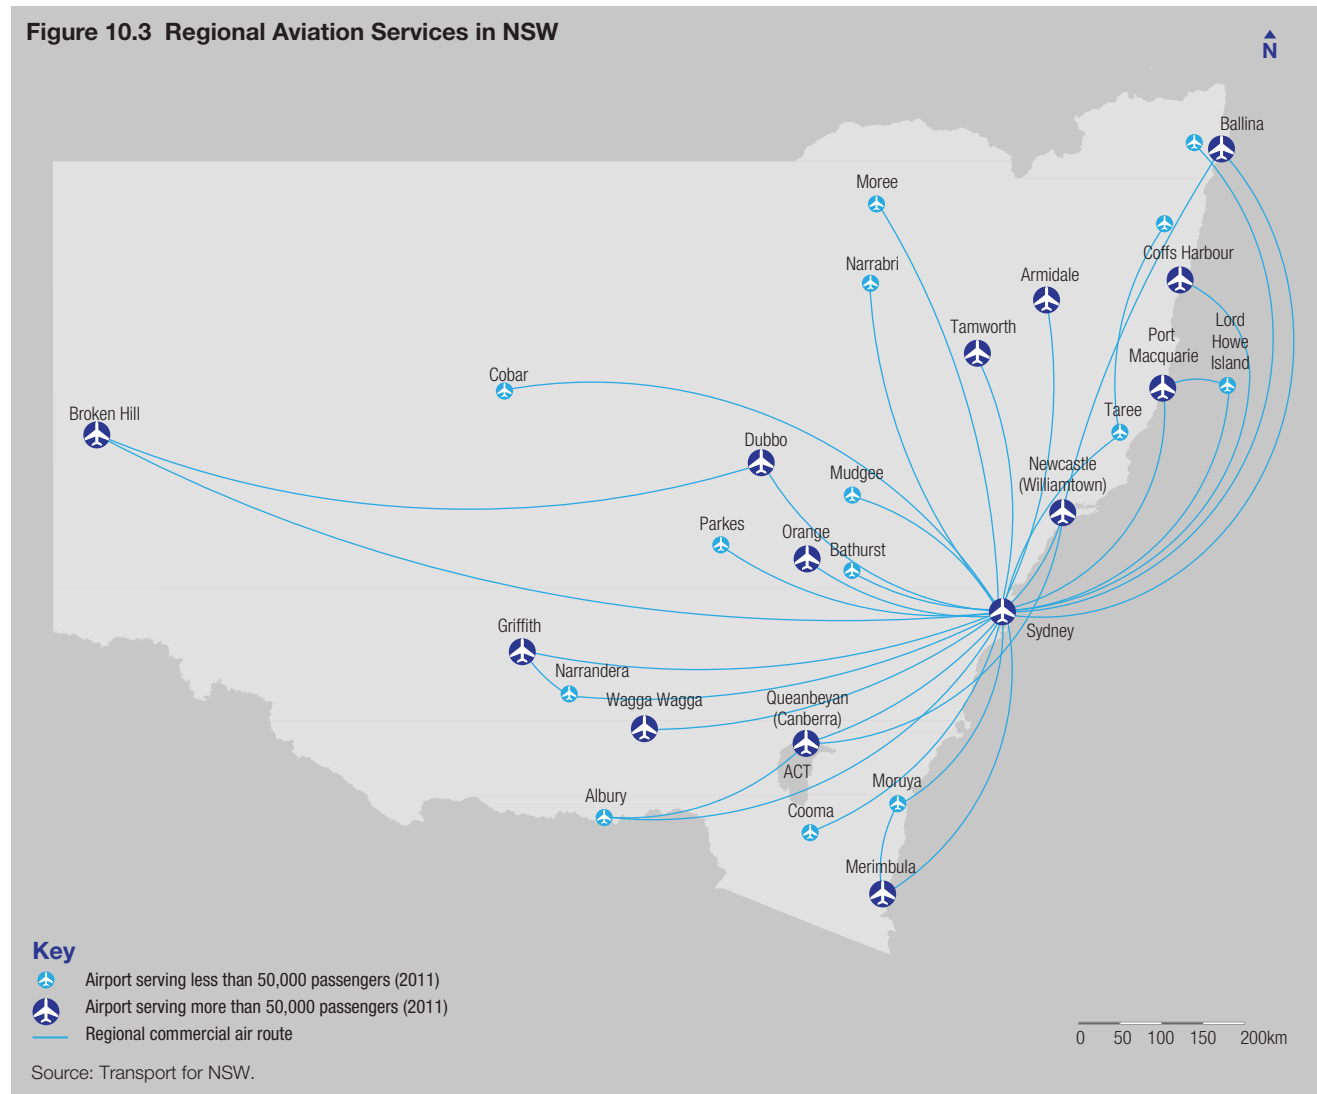 Figure 10.3 Regional Aviation Services in NSW
N
Ballina
Moree
Coffs Harbour
Narrabri
Armidale
Tamworth
Lord
Howe
Island
Port
Macquarie
Cobar
Broken Hill
Taree
Dubbo
Newcastle
(Williamtown)
Mudgee
Parkes
Orange
Bathurst
Sydney
Griffith
Narrandera
Wagga Wagga
Queanbeyan
(Canberra)
ACT
Moruya
Albury
Cooma
Merimbula
Key
Airport serving less than 50,000 passengers (2011)
Airport serving more than 50,000 passengers (2011)
Regional commercial air route
0 50 100 150 200km
Source: Transport for NSW.